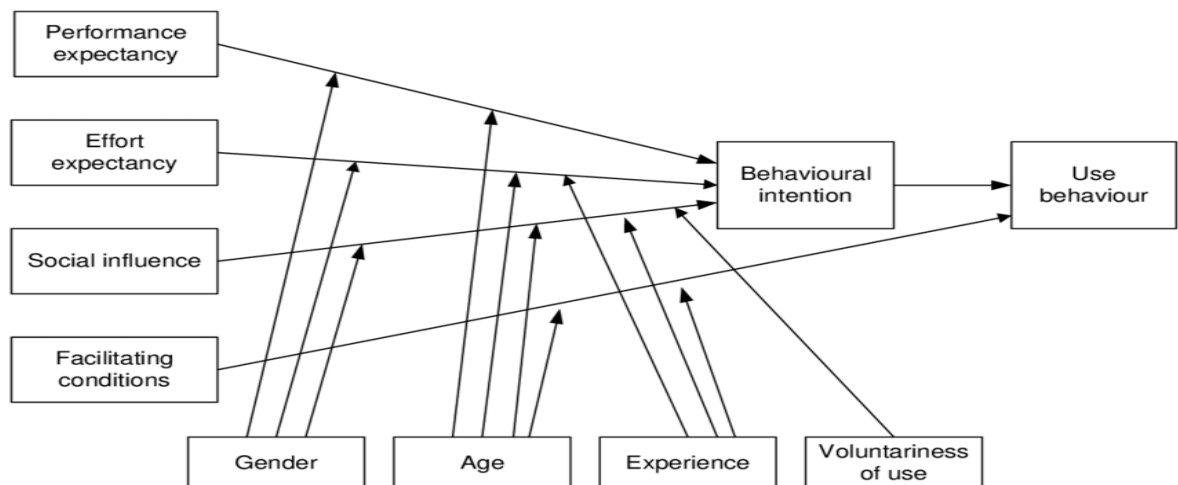 Performance
expectancy
Effort
expectancy
Social influence
Facilitating
conditions
Behavioural
intention
Use
behaviour
Gender
Age
Experience
Voluntariness
of use